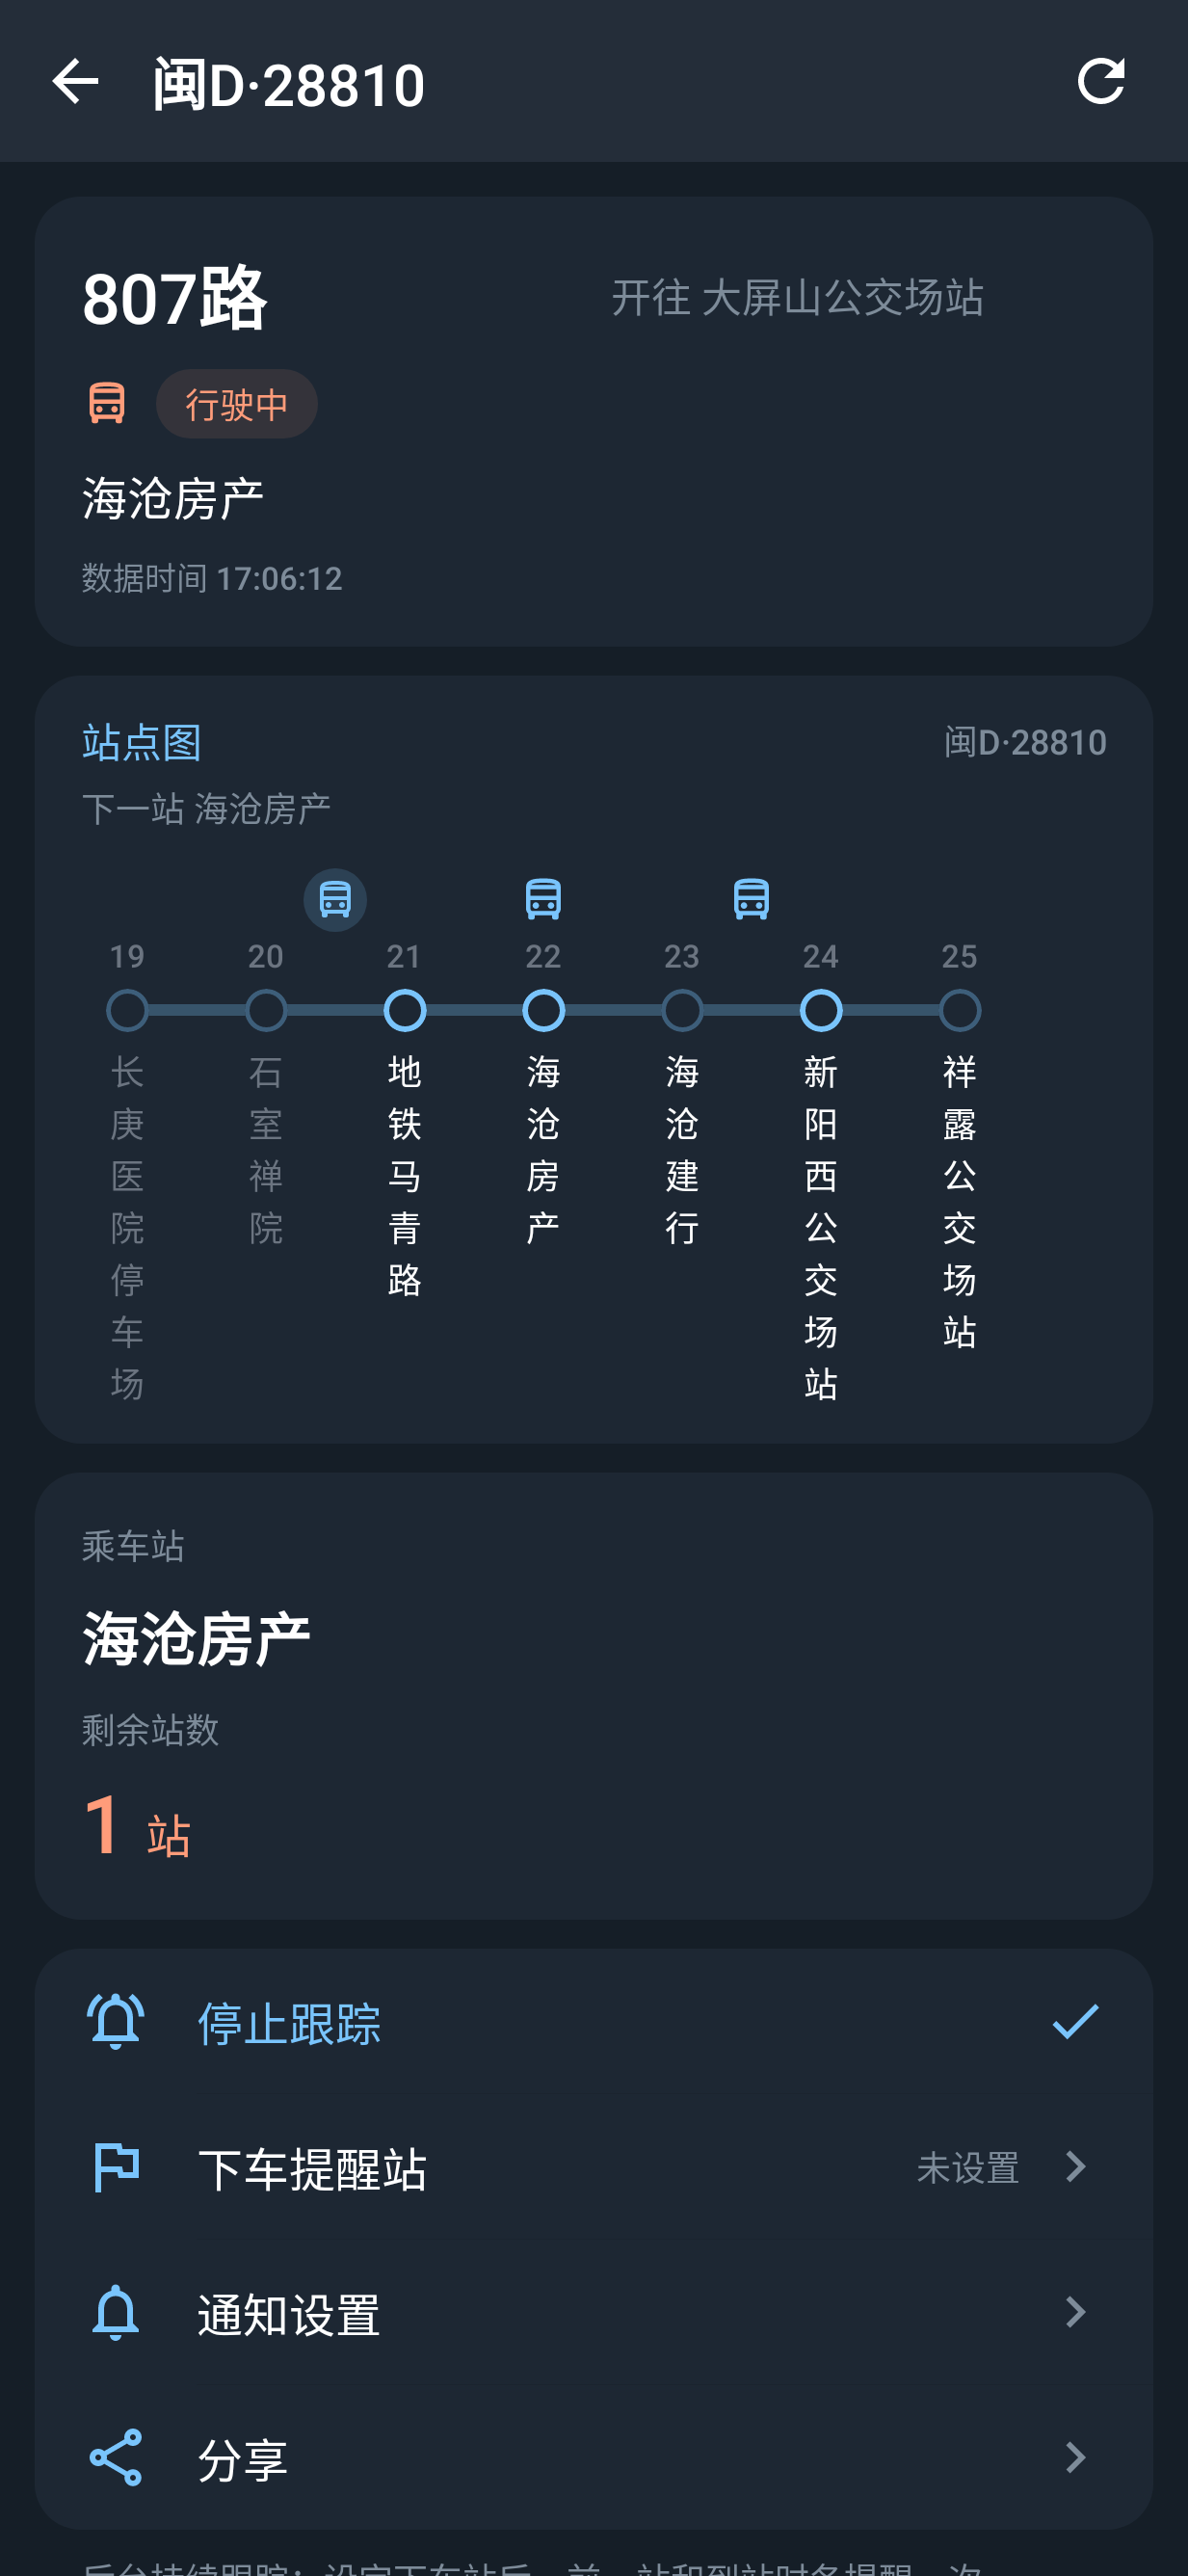 闽D·28810
807路
开往 大屏山公交场站
行驶中
海沧房产
数据时间 17:06:12
站点图
闽D·28810
下一站 海沧房产
19
20
21
22
23
24
25
长庚医院停车场
石室禅院
地铁马青路
海沧房产
海沧建行
新阳西公交场站
祥露公交场站
乘车站
海沧房产
剩余站数
1 站
停止跟踪
下车提醒站
未设置
通知设置
分享